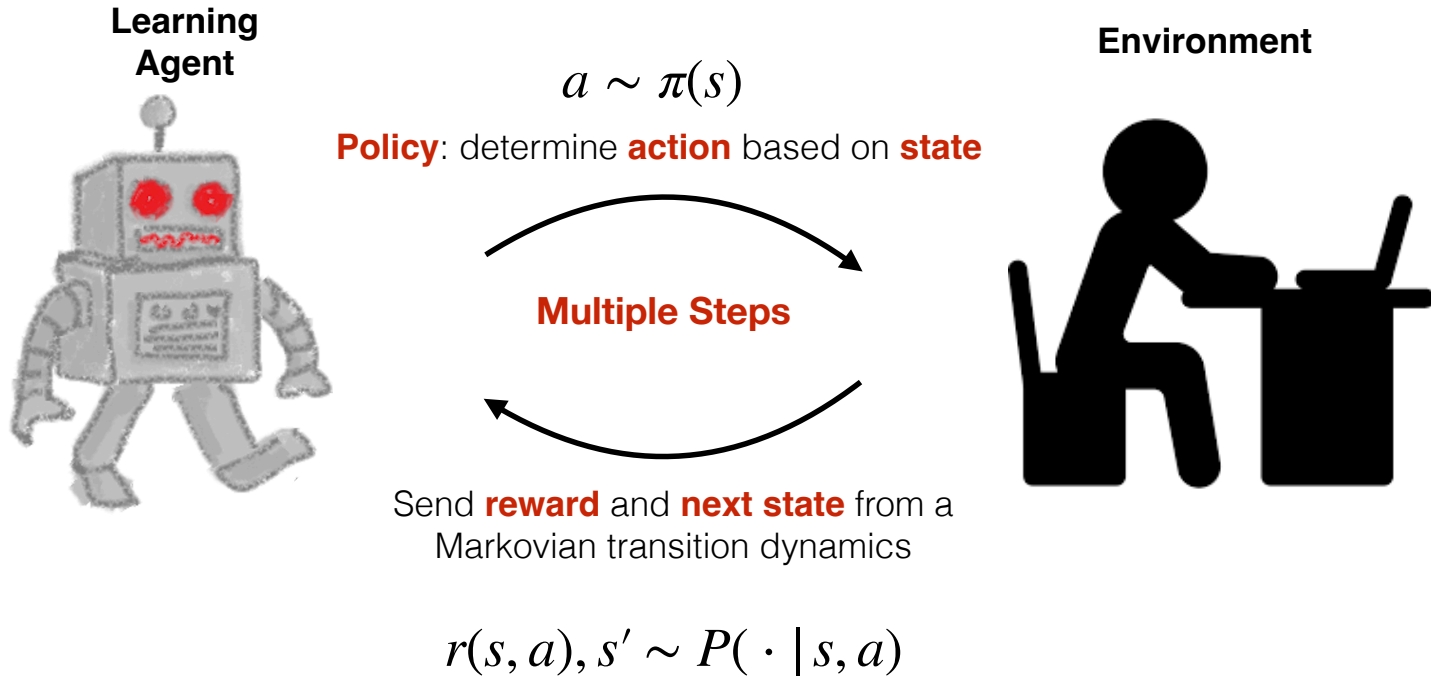 Learning
Agent
Environment
a ∼ π(s)
Policy: determine action based on state
Multiple Steps
Send reward and next state from a
Markovian transition dynamics
r(s, a), s′ ∼ P( · | s, a)